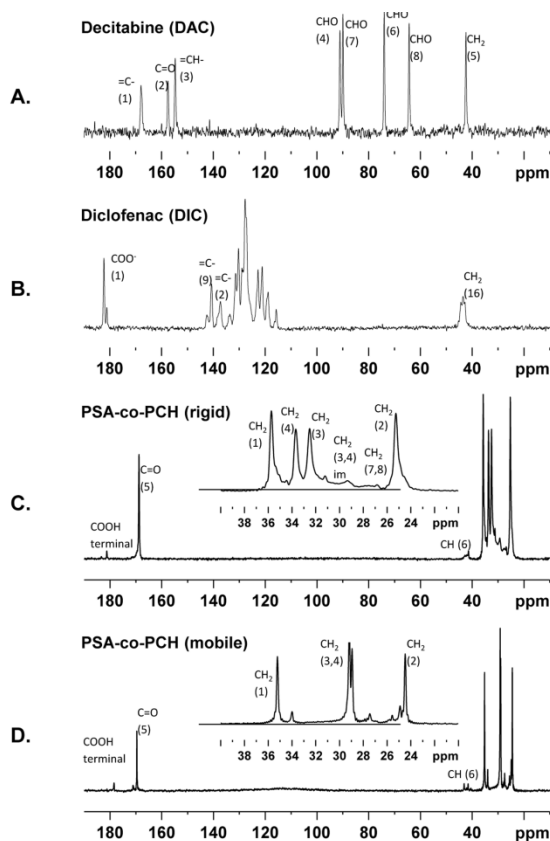 Decitabine (DAC)
A.
=C-
(1)
C=O
(2)
=CH-
(3)
CHO
(4)
CHO
(7)
CHO
(6)
CHO
(8)
CH2
(5)
180 160 140 120 100 80 60 40 ppm
Diclofenac (DIC)
B.
COO-
(1)
=C-
(9)
=C-
(2)
CH2
(16)
180 160 140 120 100 80 60 40 ppm
PSA-co-PCH (rigid)
C.
COOH
terminal
C=O
(5)
CH2
(1)
CH2
(4)
CH2
(3)
CH2
(3,4)
im
CH2
(7,8)
CH2
(2)
38 36 34 32 30 28 26 24 ppm
CH (6)
180 160 140 120 100 80 60 40 ppm
PSA-co-PCH (mobile)
D.
COOH
terminal
C=O
(5)
CH2
(1)
CH2
(3,4)
CH2
(2)
38 36 34 32 30 28 26 24 ppm
CH (6)
180 160 140 120 100 80 60 40 ppm